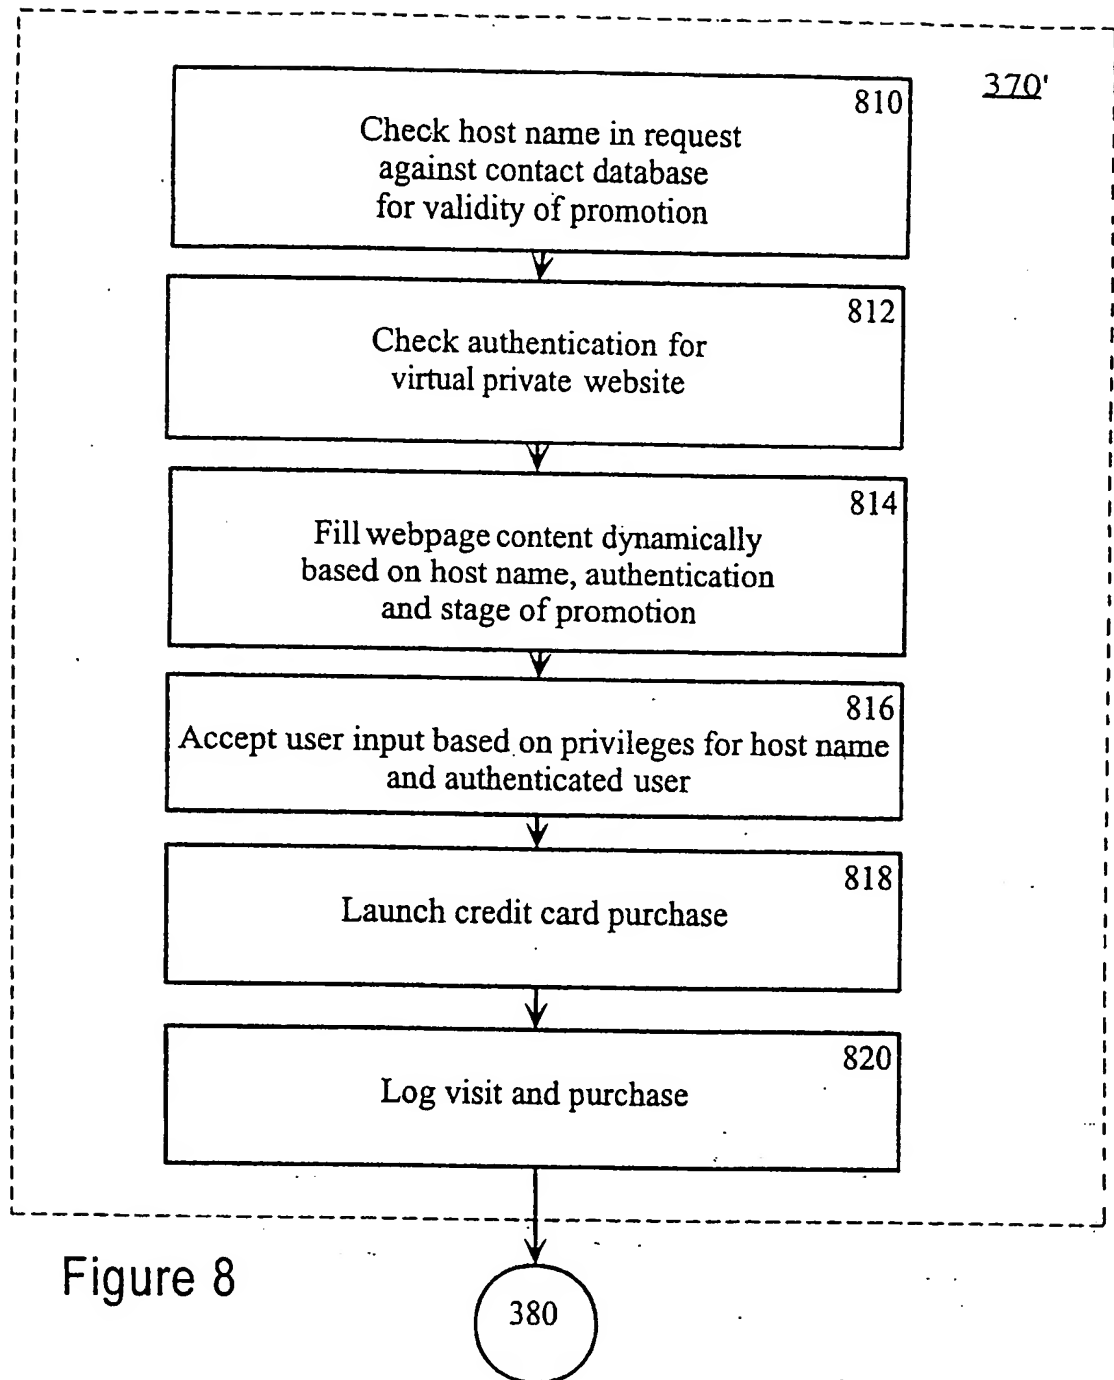 370'
810
Check host name in request
against contact database
for validity of promotion
812
Check authentication for
virtual private website
814
Fill webpage content dynamically
based on host name, authentication
and stage of promotion
816
Accept user input based on privileges for host name
and authenticated user
818
Launch credit card purchase
820
Log visit and purchase
Figure 8
380